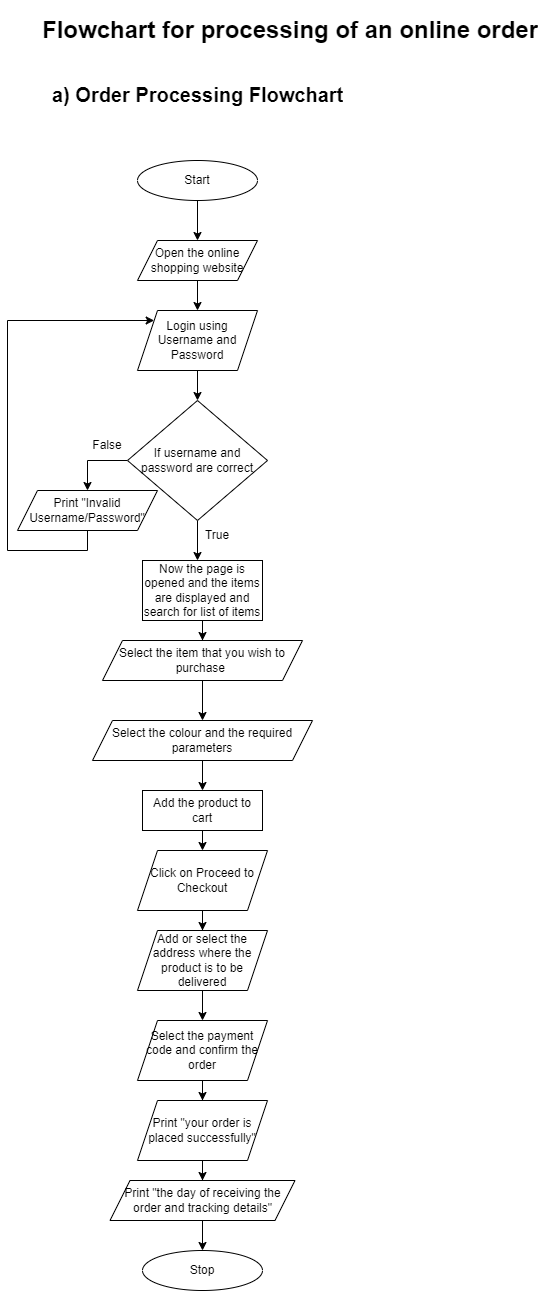 Flowchart for processing of an online order
a) Order Processing Flowchart
Start
Open the online
shopping website
Login using
Username and
Password
If username and
password are correct
False
Print "Invalid
Username/Password"
True
Now the page is
opened and the items
are displayed and
search for list of items
Select the item that you wish to
purchase
Select the colour and the required
parameters
Add the product to
cart
Click on Proceed to
Checkout
Add or select the
address where the
product is to be
delivered
Select the payment
code and confirm the
order
Print "your order is
placed successfully"
Print "the day of receiving the
order and tracking details"
Stop